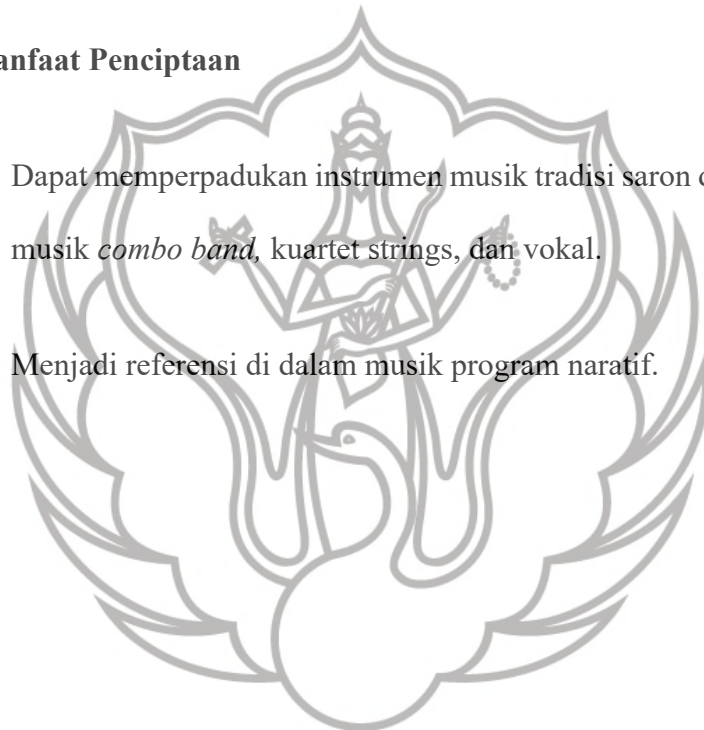 anfaat Penciptaan
Dapat memperpadukan instrumen musik tradisi saron d
musik combo band, kuartet strings, dan vokal.
Menjadi referensi di dalam musik program naratif.